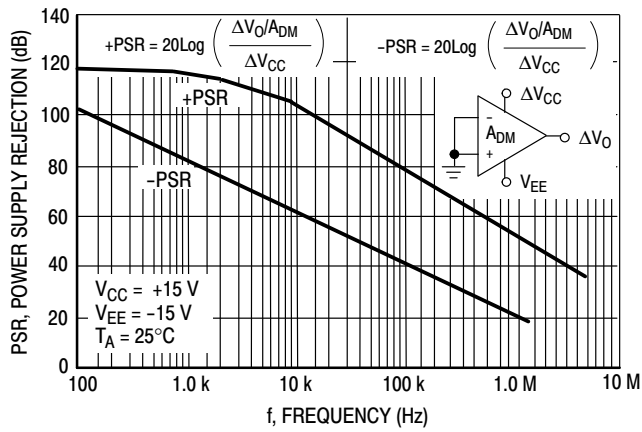 PSR, POWER SUPPLY REJECTION (dB)
140
120
100
80
60
40
20
0
+PSR = 20Log ( ΔVO/ADM / ΔVCC )
−PSR = 20Log ( ΔVO/ADM / ΔVCC )
+PSR
−PSR
ΔVCC
−
ADM
+
ΔVO
VEE
VCC = +15 V
VEE = −15 V
TA = 25°C
100
1.0 k
10 k
100 k
1.0 M
10 M
f, FREQUENCY (Hz)